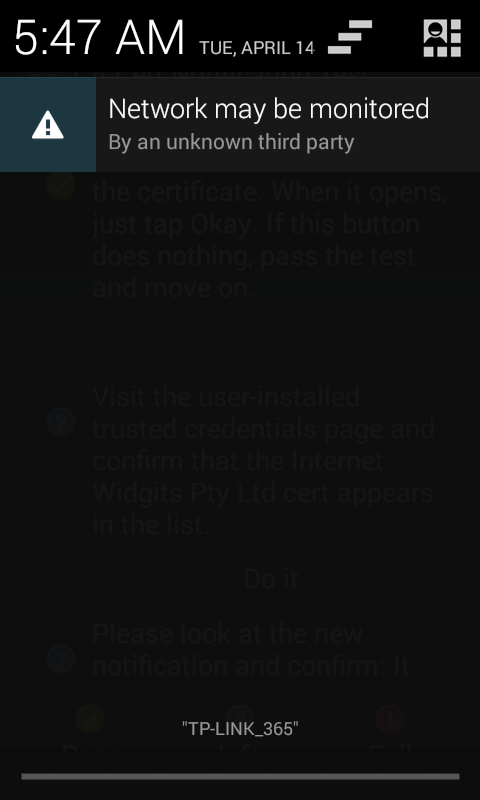 5:47 AM TUE, APRIL 14
Network may be monitored
By an unknown third party
the certificate. When it opens,
just tap Okay. If this button
does nothing, pass the test
and move on.
Visit the user-installed
trusted credentials page and
confirm that the Internet
Widgits Pty Ltd cert appears
in the list.
Do it
Please look at the new
notification and confirm: It
"TP-LINK_365"